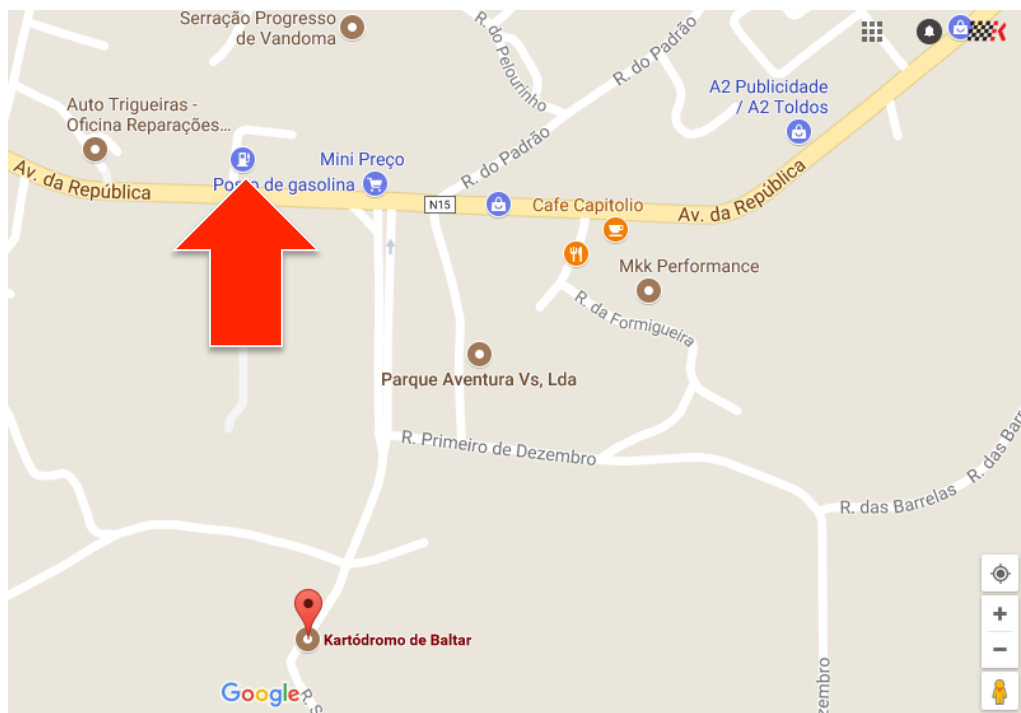 Serração Progresso
de Vandoma
R. do Pelourinho
R. do Padrão
A2 Publicidade
/ A2 Toldos
Auto Trigueiras -
Oficina Reparações...
Mini Preço
R. do Padrão
Av. da República
Posto de gasolina
N15
Cafe Capitolio
Av. da República
Mkk Performance
R. da Formigueira
Parque Aventura Vs, Lda
R. Primeiro de Dezembro
R. das Barrelas
R. das Barr
Kartódromo de Baltar
zembro
Google
R. S